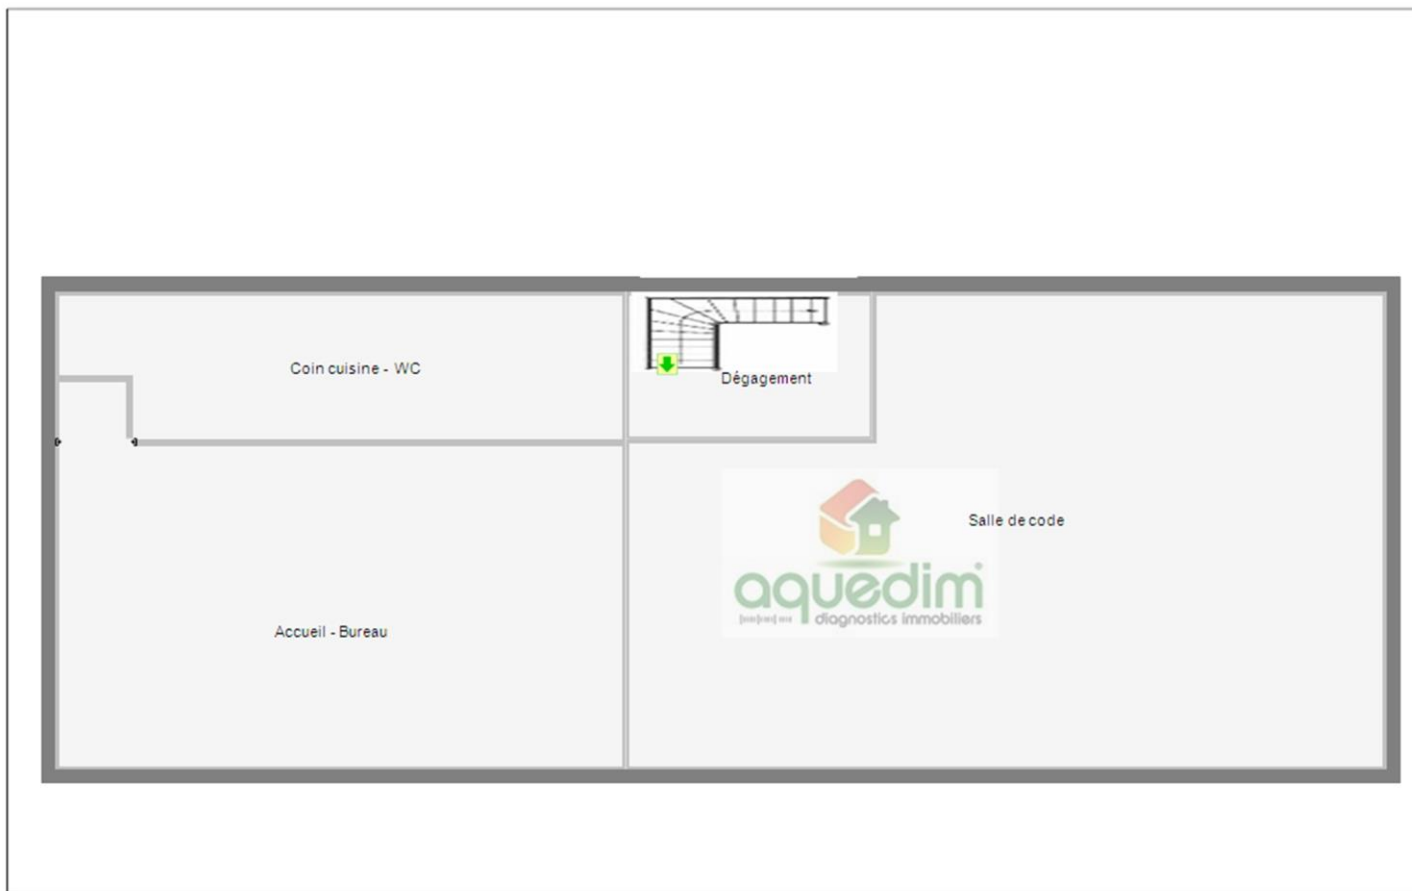 Coin cuisine - WC
Dégagement
Salle de code
aquedim
diagnostics immobiliers
Accueil - Bureau